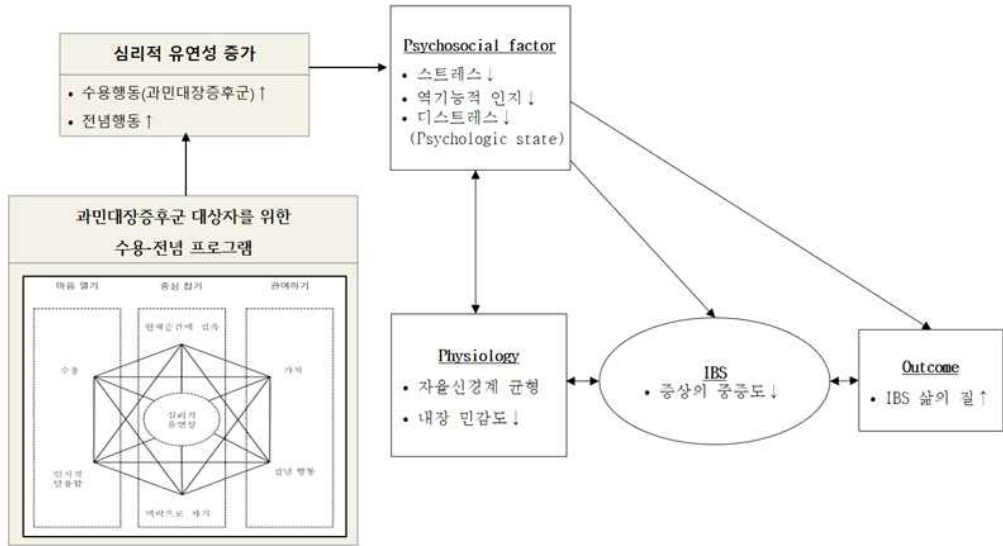 심리적 유연성 증가
• 수용행동(과민대장증후군)↑
• 전념행동↑
Psychosocial factor
• 스트레스↓
• 역기능적 인지↓
• 디스트레스↓
(Psychologic state)
과민대장증후군 대상자를 위한
수용-전념 프로그램
마음 열기
중심 잡기
관여하기
현재순간에 접촉
수용
가치
심리적
유연성
인지적
탈융합
전념 행동
맥락으로
Physiology
• 자율신경계 균형
• 내장 민감도↓
IBS
• 증상의 중증도↓
Outcome
• IBS 삶의 질↑